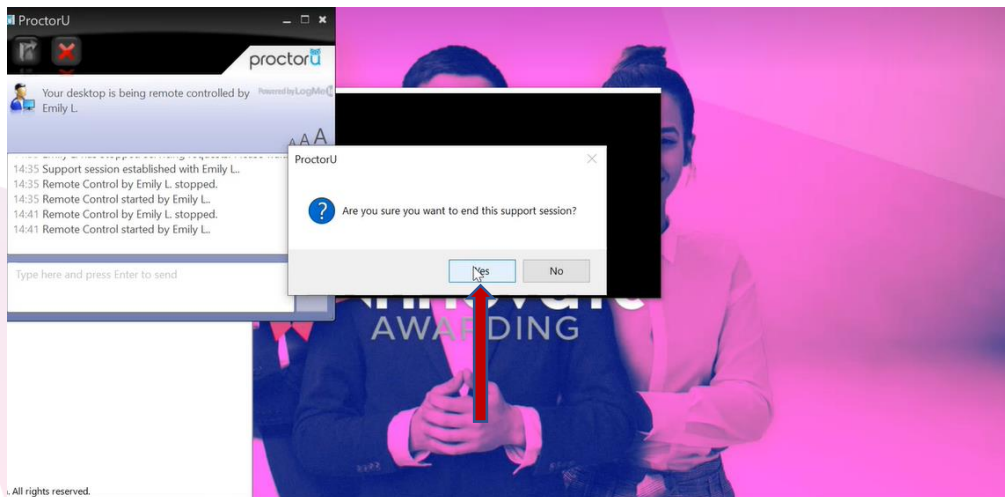 ProctorU
proctoru
Your desktop is being remote controlled by
Emily L.
Powered by LogMe
A A A
14:35 Support session established with Emily L..
14:35 Remote Control by Emily L. stopped.
14:35 Remote Control started by Emily L..
14:41 Remote Control by Emily L. stopped.
14:41 Remote Control started by Emily L..
Type here and press Enter to send
ProctorU
Are you sure you want to end this support session?
Yes
No
AWARDING
. All rights reserved.